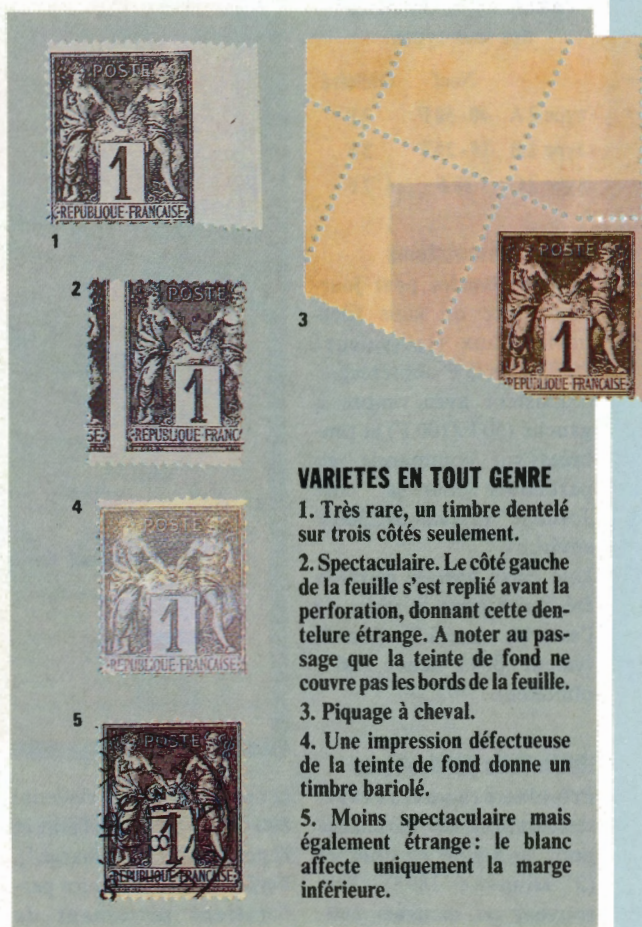 POSTE
1
REPUBLIQUE-FRANCAISE
1
2
POSTE
1
SE-
-REPUBLIQUE-FRANC
POSTE
1
REPUBLIQUE-FRANCAISE
3
4
POSTE
1
REPUBLIQUE-FRANCAISE
5
POSTE
1
REPUBLIQUE-FRANCAISE
VARIETES EN TOUT GENRE
1. Très rare, un timbre dentelé
sur trois côtés seulement.
2. Spectaculaire. Le côté gauche
de la feuille s’est replié avant la
perforation, donnant cette den-
telure étrange. A noter au pas-
sage que la teinte de fond ne
couvre pas les bords de la feuille.
3. Piquage à cheval.
4. Une impression défectueuse
de la teinte de fond donne un
timbre bariolé.
5. Moins spectaculaire mais
également étrange: le blanc
affecte uniquement la marge
inférieure.